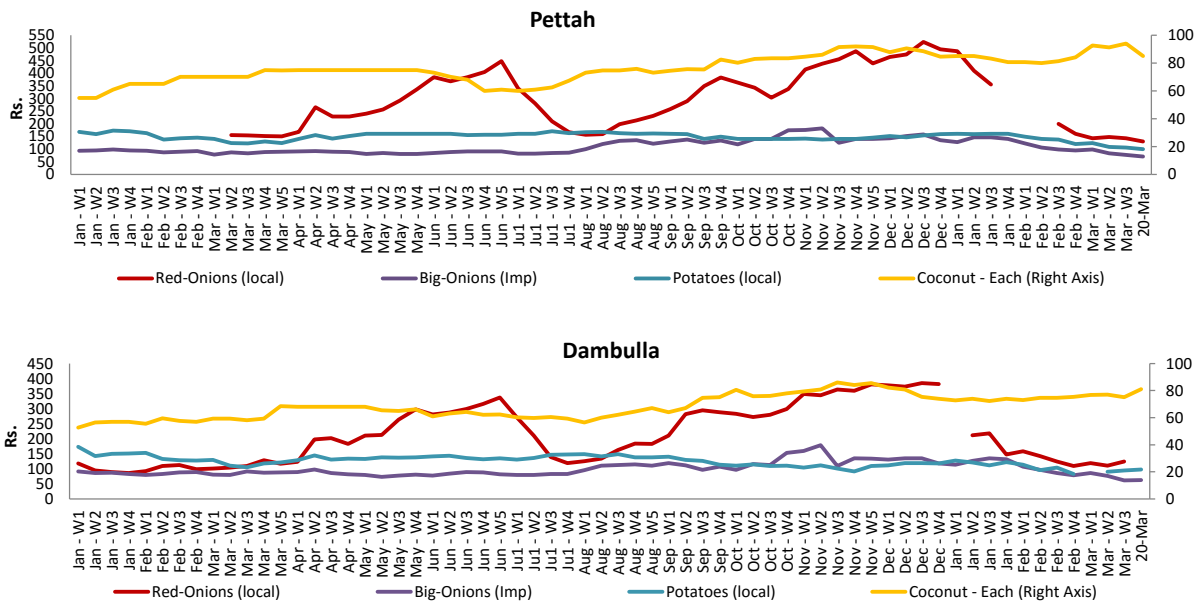 Pettah
550
500
450
400
350
300
250
200
150
100
50
0
Rs.
100
80
60
40
20
0
Jan - W1
Jan - W2
Jan - W3
Jan - W4
Feb - W1
Feb - W2
Feb - W3
Feb - W4
Mar - W1
Mar - W2
Mar - W3
Mar - W4
Mar - W5
Apr - W1
Apr - W2
Apr - W3
Apr - W4
May - W1
May - W2
May - W3
May - W4
Jun - W1
Jun - W2
Jun - W3
Jun - W4
Jun - W5
Ju1 - W1
Ju1 - W2
Ju1 - W3
Ju1 - W4
Aug - W1
Aug - W2
Aug - W3
Aug - W4
Aug - W5
Sep - W1
Sep - W2
Sep - W3
Sep - W4
Oct - W1
Oct - W2
Oct - W3
Oct - W4
Nov - W1
Nov - W2
Nov - W3
Nov - W4
Nov - W5
Dec - W1
Dec - W2
Dec - W3
Dec - W4
Jan - W1
Jan - W2
Jan - W3
Jan - W4
Feb - W1
Feb - W2
Feb - W3
Feb - W4
Mar - W1
Mar - W2
Mar - W3
20-Mar
Red-Onions (local)
Big-Onions (Imp)
Potatoes (local)
Coconut - Each (Right Axis)
Dambulla
450
400
350
300
250
200
150
100
50
0
Rs.
100
80
60
40
20
0
Jan - W1
Jan - W2
Jan - W3
Jan - W4
Feb - W1
Feb - W2
Feb - W3
Feb - W4
Mar - W1
Mar - W2
Mar - W3
Mar - W4
Mar - W5
Apr - W1
Apr - W2
Apr - W3
Apr - W4
May - W1
May - W2
May - W3
May - W4
Jun - W1
Jun - W2
Jun - W3
Jun - W4
Jun - W5
Ju1 - W1
Ju1 - W2
Ju1 - W3
Ju1 - W4
Aug - W1
Aug - W2
Aug - W3
Aug - W4
Aug - W5
Sep - W1
Sep - W2
Sep - W3
Sep - W4
Oct - W1
Oct - W2
Oct - W3
Oct - W4
Nov - W1
Nov - W2
Nov - W3
Nov - W4
Nov - W5
Dec - W1
Dec - W2
Dec - W3
Dec - W4
Jan - W1
Jan - W2
Jan - W3
Jan - W4
Feb - W1
Feb - W2
Feb - W3
Feb - W4
Mar - W1
Mar - W2
Mar - W3
20-Mar
Red-Onions (local)
Big-Onions (Imp)
Potatoes (local)
Coconut - Each (Right Axis)